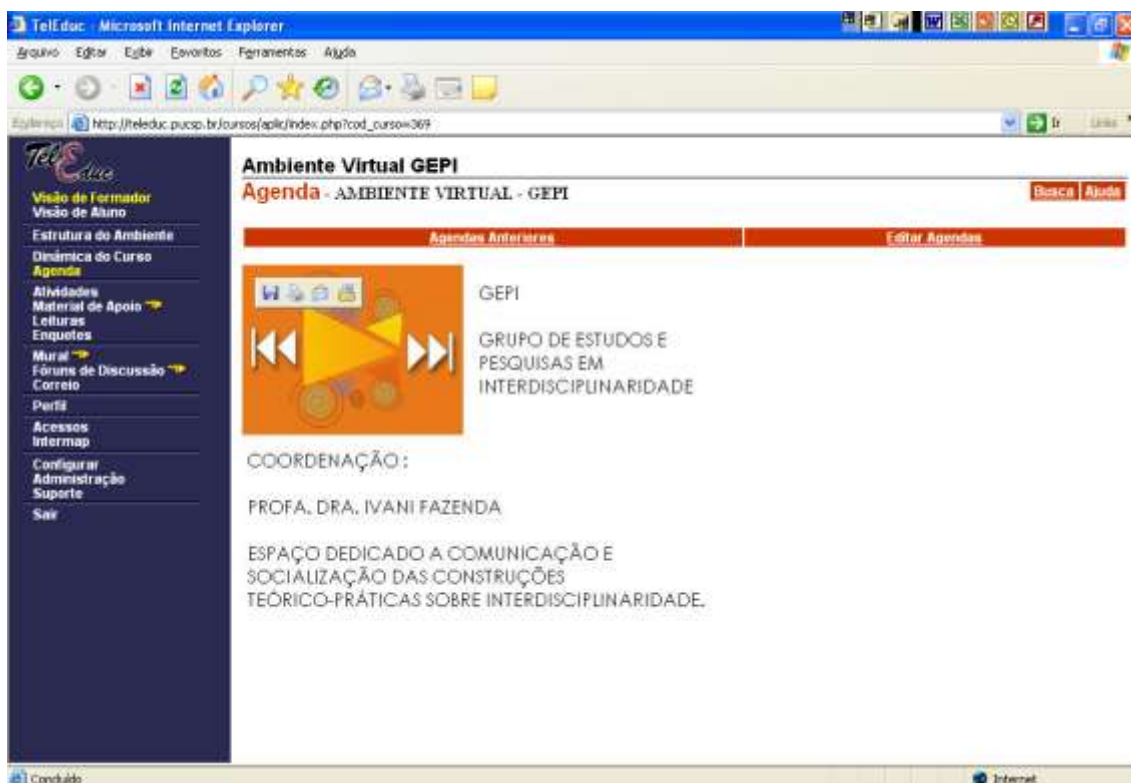 TelEduc - Microsoft Internet Explorer
Arquivo Editar Exibir Favoritos Ferramentas Ajuda
Endereço http://teleduc.pucsp.br/cursos/aplic/index.php?cod_curso=369 Ir Links
TelEduc
Visão de Formador
Visão de Aluno
Estrutura do Ambiente
Dinâmica do Curso
Agenda
Atividades
Material de Apoio
Leituras
Enquetes
Mural
Fóruns de Discussão
Correio
Perfil
Acessos
Intermap
Configurar
Administração
Suporte
Sair
Ambiente Virtual GEPI
Agenda - AMBIENTE VIRTUAL - GEPI
Busca Ajuda
Agendas Anteriores Editar Agendas
GEPI
GRUPO DE ESTUDOS E
PESQUISAS EM
INTERDISCIPLINARIDADE
COORDENAÇÃO :
PROFA. DRA. IVANI FAZENDA
ESPAÇO DEDICADO A COMUNICAÇÃO E
SOCIALIZAÇÃO DAS CONSTRUÇÕES
TEÓRICO-PRÁTICAS SOBRE INTERDISCIPLINARIDADE.
Concluído Internet